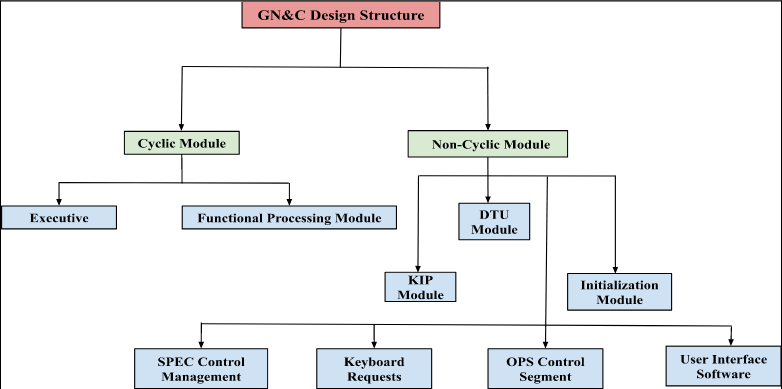 GN&C Design Structure
Cyclic Module
Non-Cyclic Module
Executive
Functional Processing Module
DTU
Module
KIP
Module
Initialization
Module
SPEC Control
Management
Keyboard
Requests
OPS Control
Segment
User Interface
Software